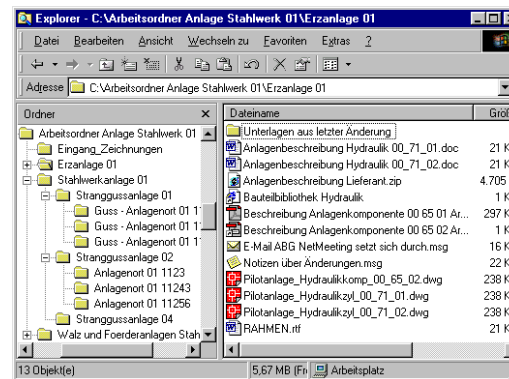 Explorer - C:\Arbeitsordner Anlage Stahlwerk 01\Erzanlage 01
Datei Bearbeiten Ansicht Wechseln zu Favoriten Extras ?
Adresse C:\Arbeitsordner Anlage Stahlwerk 01\Erzanlage 01
Ordner
Arbeitsordner Anlage Stahlwerk 01
Eingang_Zeichnungen
Erzanlage 01
Stahlwerkanlage 01
Stranggussanlage 01
Guss - Anlagenort 01 1
Guss - Anlagenort 01 1
Guss - Anlagenort 01 1
Stranggussanlage 02
Anlagenort 01 1123
Anlagenort 01 11243
Anlagenort 01 11256
Stranggussanlage 04
Walz und Foerderanlagen Stah
Dateiname Größ
Unterlagen aus letzter Änderung
Anlagenbeschreibung Hydraulik 00_71_01.doc 21 K
Anlagenbeschreibung Hydraulik 00_71_02.doc 21 K
Anlagenbeschreibung Lieferant.zip 4.705
Bauteilbibliothek Hydraulik 1 K
Beschreibung Anlagenkomponente 00 65 01 Ar... 297 K
Beschreibung Anlagenkomponente 00 65 02 Ar... 1 K
E-Mail ABG NetMeeting setzt sich durch.msg 16 K
Notizen über Änderungen.msg 22 K
Pilotanlage_Hydraulikkomp_00_65_02.dwg 238 K
Pilotanlage_Hydraulikzyl_00_71_01.dwg 238 K
Pilotanlage_Hydraulikzyl_00_71_02.dwg 238 K
RAHMEN.rtf 21 K
13 Objekt(e) 5,67 MB (Fr Arbeitsplatz